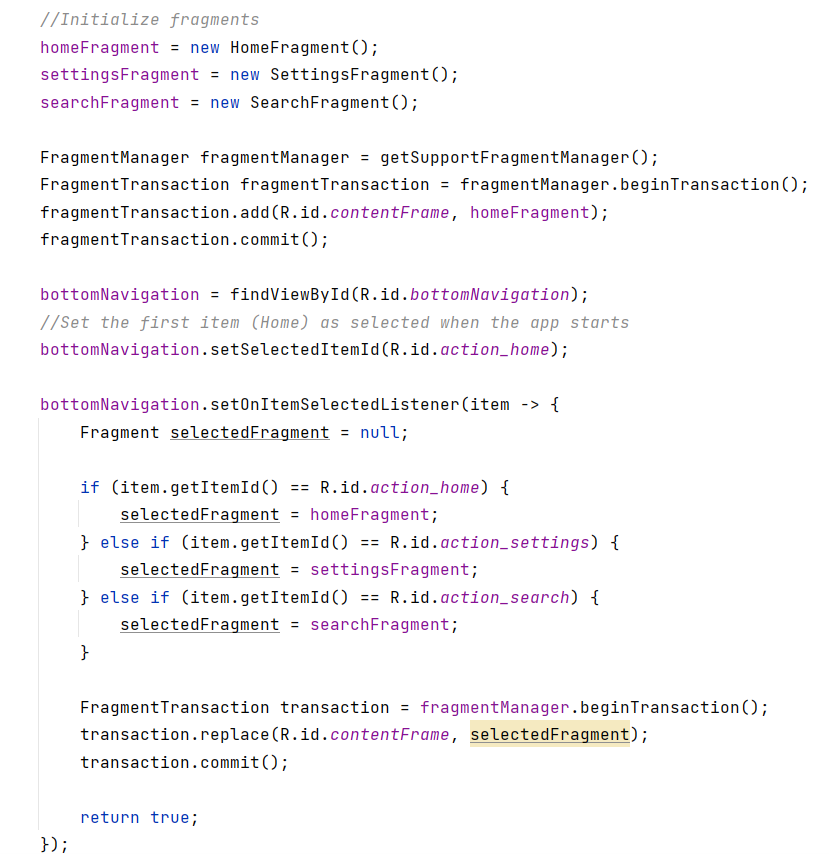 //Initialize fragments
homeFragment = new HomeFragment();
settingsFragment = new SettingsFragment();
searchFragment = new SearchFragment();
FragmentManager fragmentManager = getSupportFragmentManager();
FragmentTransaction fragmentTransaction = fragmentManager.beginTransaction();
fragmentTransaction.add(R.id.contentFrame, homeFragment);
fragmentTransaction.commit();
bottomNavigation = findViewById(R.id.bottomNavigation);
//Set the first item (Home) as selected when the app starts
bottomNavigation.setSelectedItemId(R.id.action_home);
bottomNavigation.setOnItemSelectedListener(item -> {
    Fragment selectedFragment = null;
    if (item.getItemId() == R.id.action_home) {
        selectedFragment = homeFragment;
    } else if (item.getItemId() == R.id.action_settings) {
        selectedFragment = settingsFragment;
    } else if (item.getItemId() == R.id.action_search) {
        selectedFragment = searchFragment;
    }
    FragmentTransaction transaction = fragmentManager.beginTransaction();
    transaction.replace(R.id.contentFrame, selectedFragment);
    transaction.commit();
    return true;
});